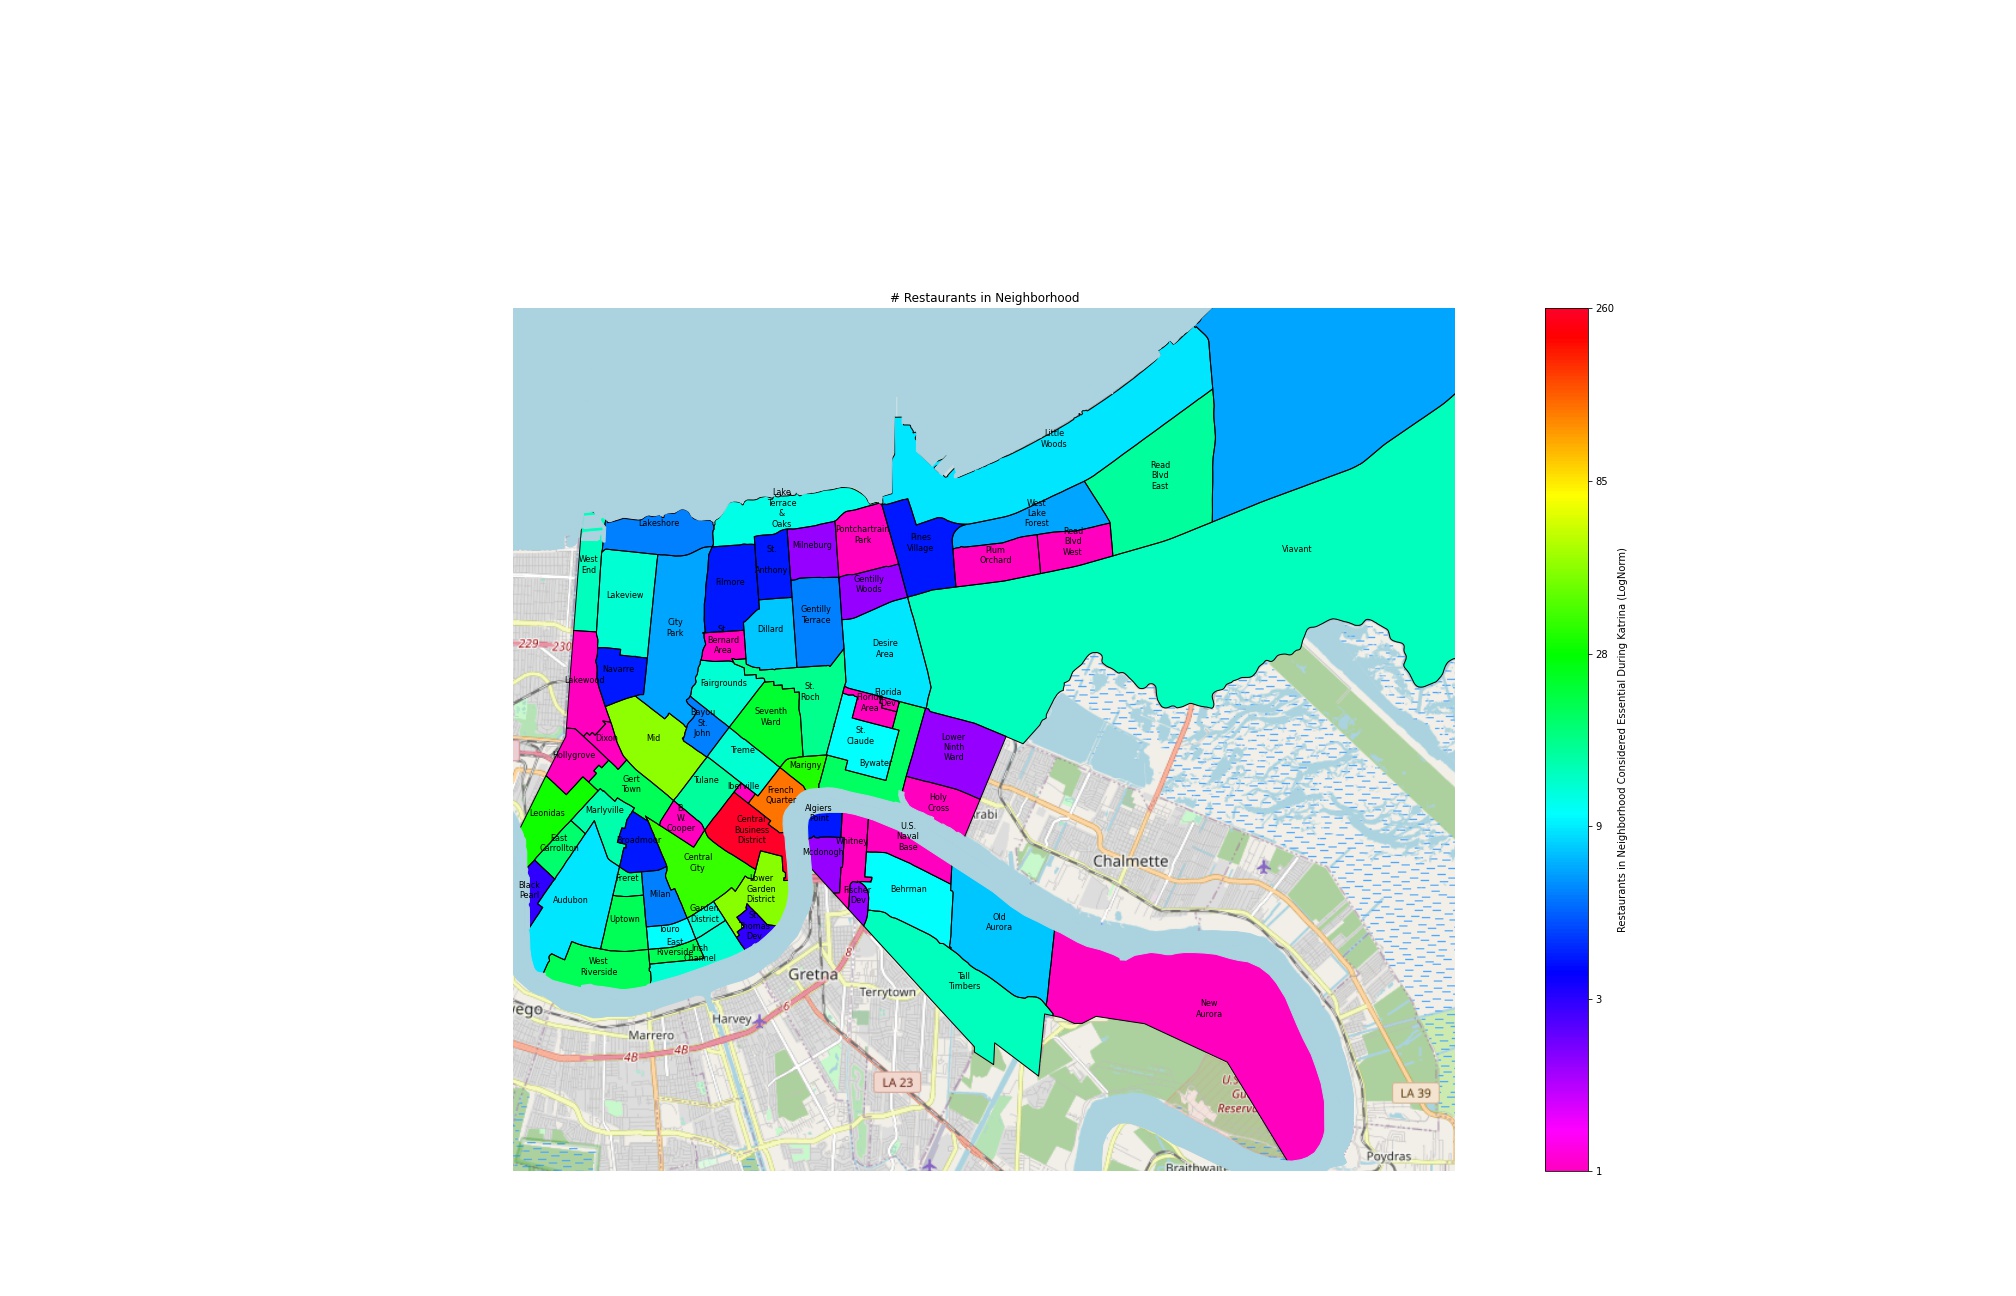 # Restaurants in Neighborhood
260
85
28
9
3
1
Restaurants in Neighborhood Considered Essential During Katrina (LogNorm)
Little
Woods
Read
Blvd
East
West
Lake
Forest
Read
Blvd
West
Plum
Orchard
Viavant
Lake
Terrace
&
Oaks
Lakeshore
West
End
Lakeview
City
Park
Filmore
St.
Anthony
Milneburg
Pontchartrain
Park
Pines
Village
Gentilly
Woods
Gentilly
Terrace
Dillard
St.
Bernard
Area
Desire
Area
Navarre
Lakewood
Fairgrounds
St.
Roch
Florida
Dev
Florida
Area
Seventh
Ward
Bayou
St.
John
Mid
Dixon
Hollygrove
St.
Claude
Lower
Ninth
Ward
Treme
Marigny
Bywater
Gert
Town
Tulane
Iberville
French
Quarter
Holy
Cross
Leonidas
Marlyville
B.
W.
Cooper
Central
Business
District
Algiers
Point
U.S.
Naval
Base
East
Carrollton
Broadmoor
Central
City
Mcdonogh
Whitney
Black
Pearl
Audubon
Freret
Milan
Lower
Garden
District
Fischer
Dev
Behrman
Uptown
Garden
District
St.
Thomas
Dev
Old
Aurora
Touro
East
Riverside
Irish
Channel
West
Riverside
Tall
Timbers
New
Aurora
229
230
Arabi
Chalmette
Gretna
Terrytown
Harvey
Marrero
wego
4B
4B
6
8
LA 23
LA 39
U.S
Gu
Reserva
Braithwait
Poydras